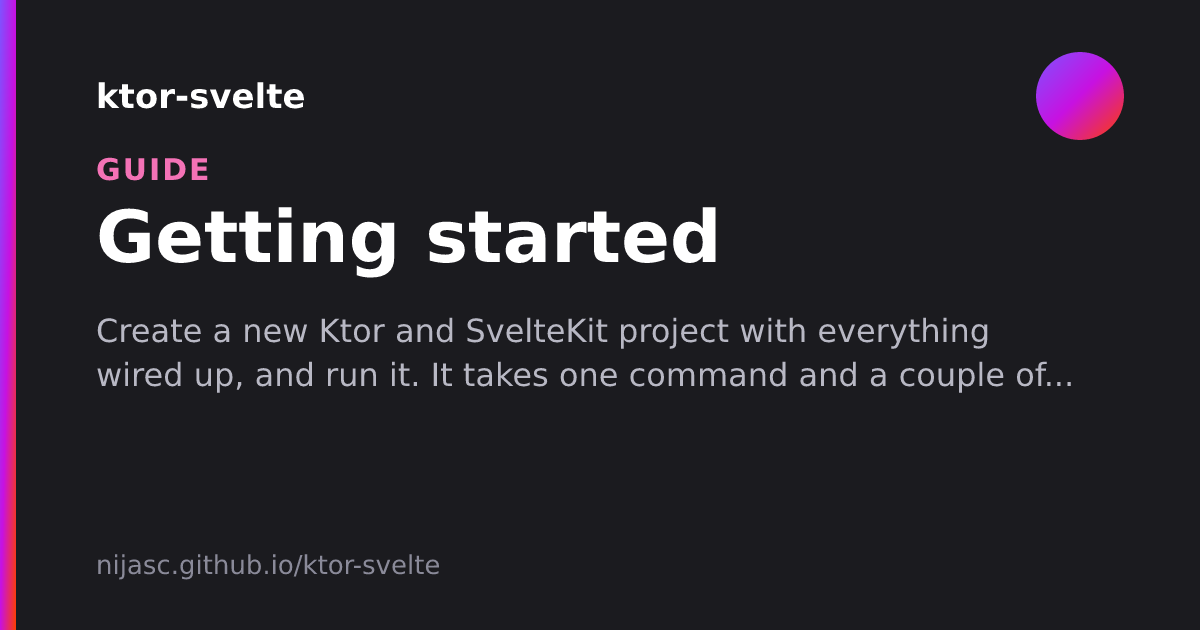 ktor-svelte
GUIDE
Getting started
Create a new Ktor and SvelteKit project with everything
wired up, and run it. It takes one command and a couple of...
nijasc.github.io/ktor-svelte